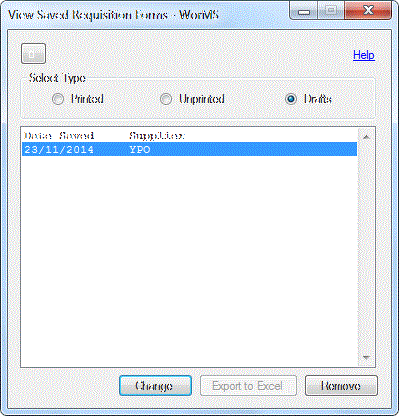 View Saved Requisition Forms - WorMS
Help
Select Type
Printed Unprinted Drafts
Date Saved Supplier
23/11/2014 YPO
Change Export to Excel Remove